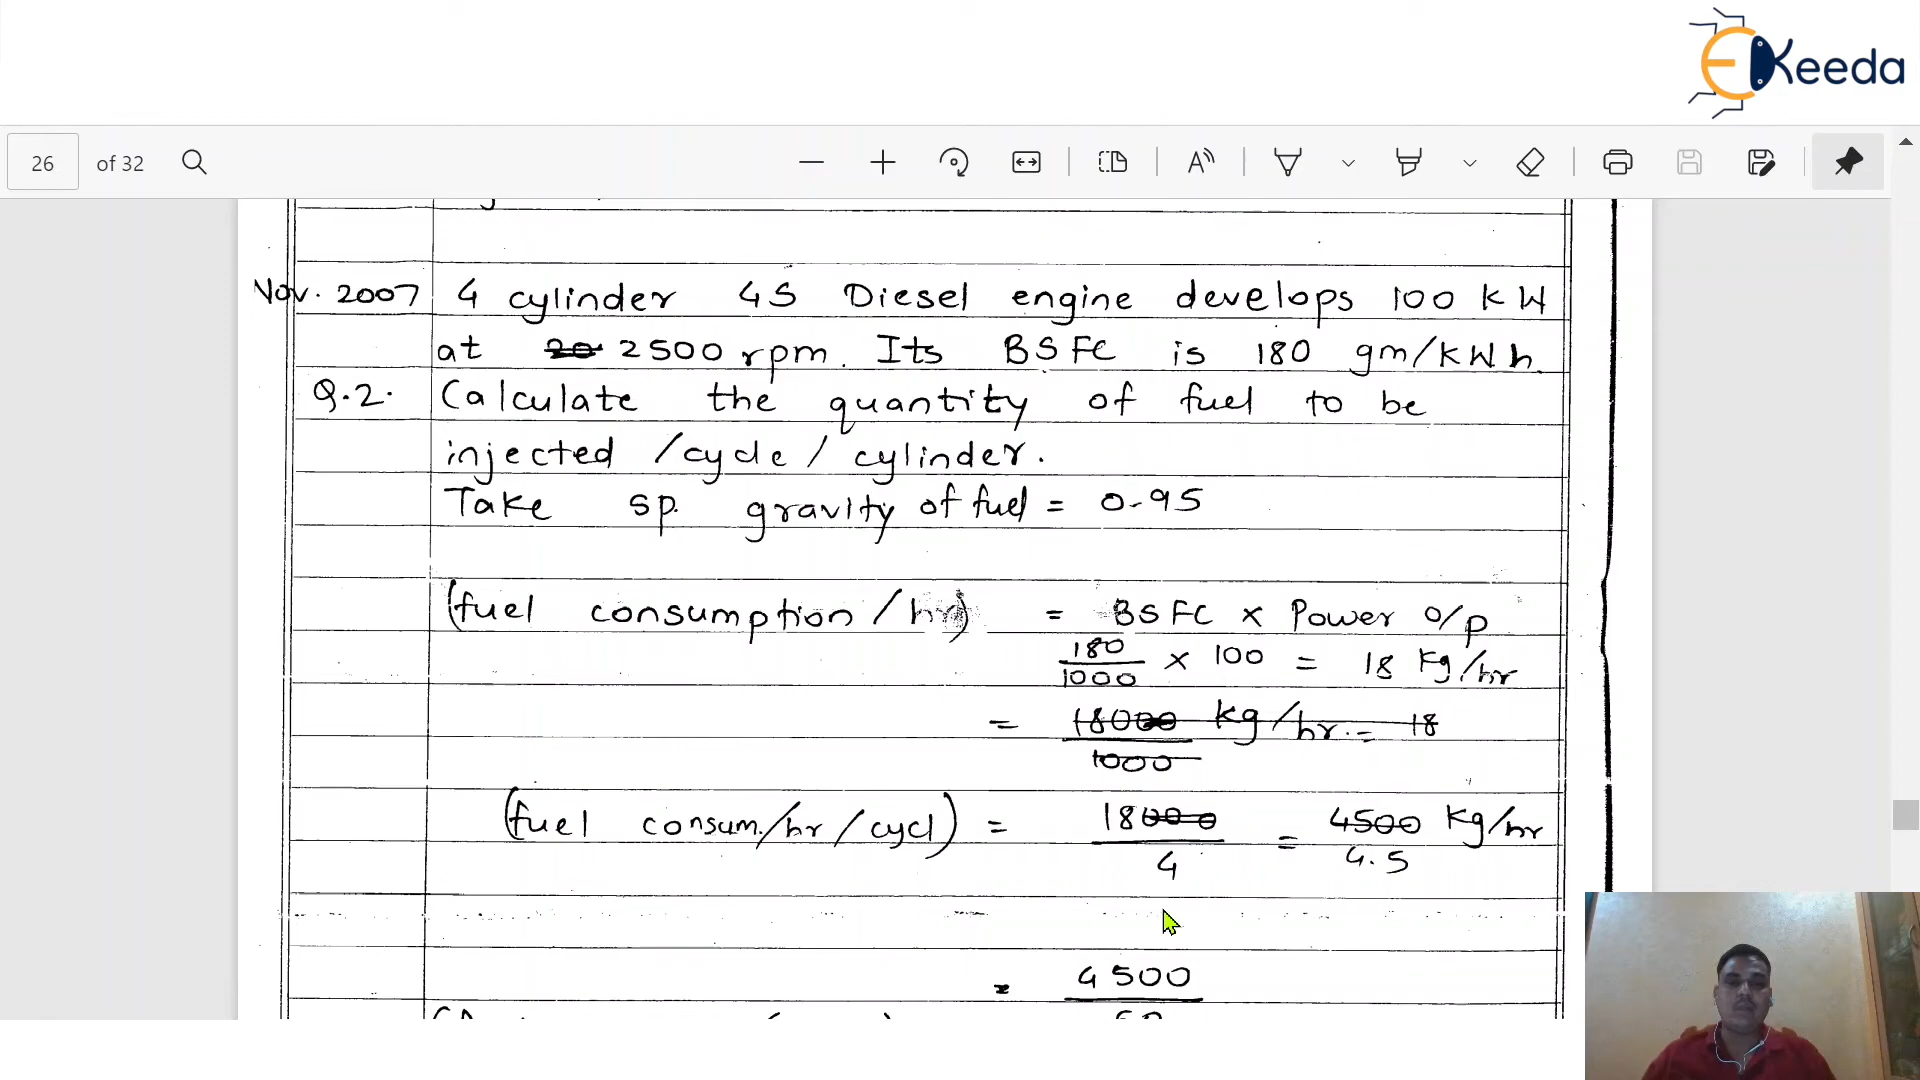 EKeeda
26 of 32
Nov. 2007 4 cylinder 4S Diesel engine develops 100 kW
at 20 2500 rpm. Its BSFC is 180 gm/kWh.
Q.2. Calculate the quantity of fuel to be
injected /cycle/ cylinder.
Take sp. gravity of fuel = 0.95
(fuel consumption/hr) = BSFC x Power o/p
180/1000 x 100 = 18 kg/hr
= 18000/1000 kg/hr. = 18
(fuel consum./hr/cycl) = 18000/4 = 4500 kg/hr
4.5
= 4500